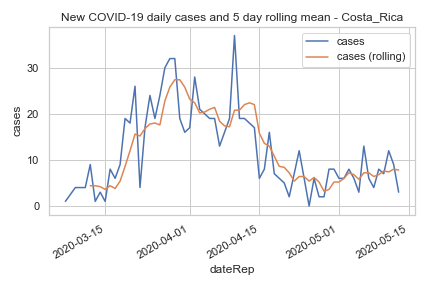 New COVID-19 daily cases and 5 day rolling mean - Costa_Rica
cases
cases (rolling)
cases
30
20
10
0
2020-03-15
2020-04-01
2020-04-15
2020-05-01
2020-05-15
dateRep